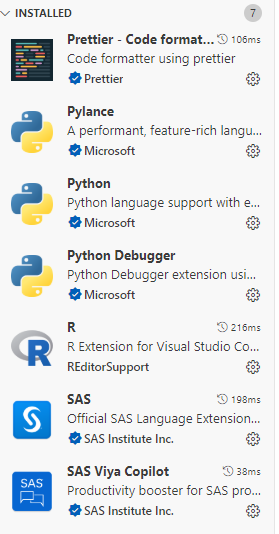 INSTALLED 7
Prettier - Code format... 106ms
Code formatter using prettier
Prettier
Pylance
A performant, feature-rich langu...
Microsoft
Python
Python language support with e...
Microsoft
Python Debugger
Python Debugger extension usi...
Microsoft
R 216ms
R Extension for Visual Studio Co...
REditorSupport
SAS 198ms
Official SAS Language Extension...
SAS Institute Inc.
SAS
SAS Viya Copilot 38ms
Productivity booster for SAS pro...
SAS Institute Inc.